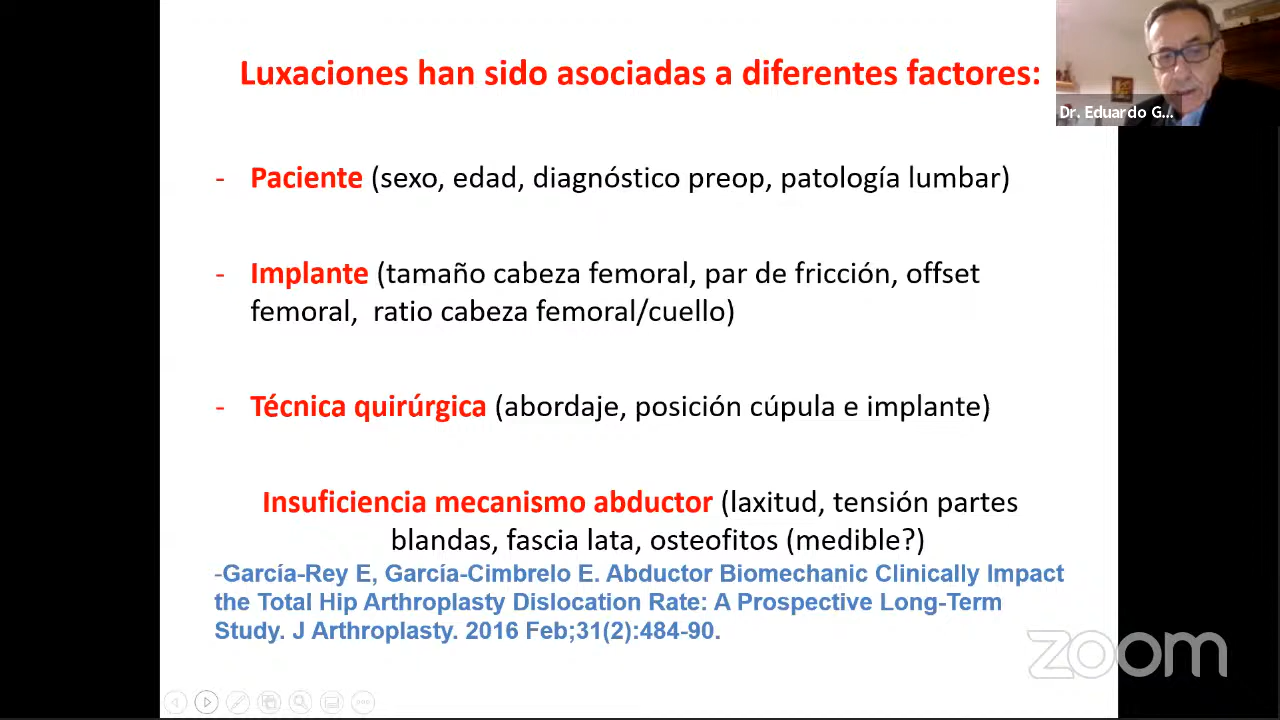 Luxaciones han sido asociadas a diferentes factores:
Dr. Eduardo G...
- Paciente (sexo, edad, diagnóstico preop, patología lumbar)
- Implante (tamaño cabeza femoral, par de fricción, offset
femoral, ratio cabeza femoral/cuello)
- Técnica quirúrgica (abordaje, posición cúpula e implante)
Insuficiencia mecanismo abductor (laxitud, tensión partes
blandas, fascia lata, osteofitos (medible?)
-García-Rey E, García-Cimbrelo E. Abductor Biomechanic Clinically Impact
the Total Hip Arthroplasty Dislocation Rate: A Prospective Long-Term
Study. J Arthroplasty. 2016 Feb;31(2):484-90.
zoom